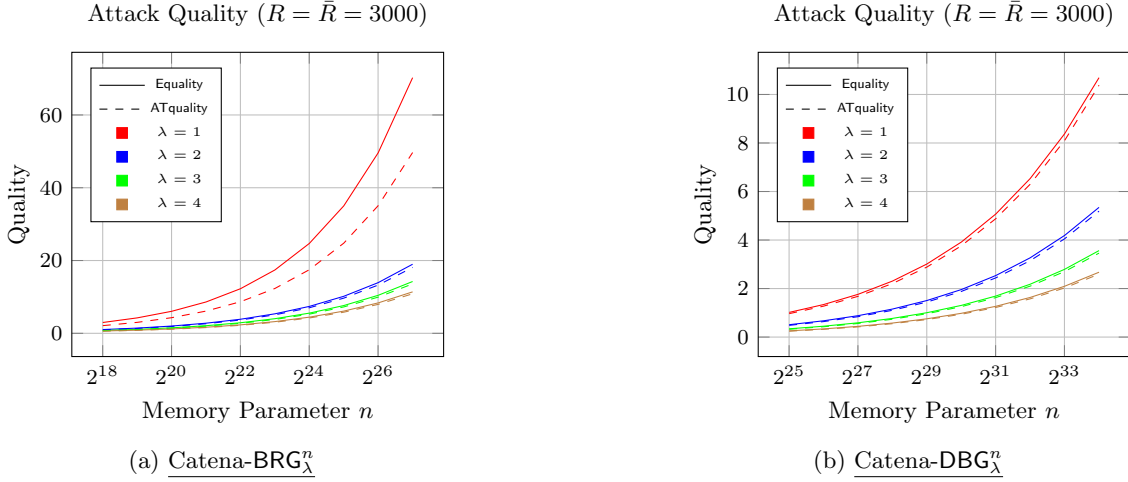 Attack Quality (R = R̄ = 3000)
Quality
60
40
20
0
Equality
ATquality
λ = 1
λ = 2
λ = 3
λ = 4
2^18 2^20 2^22 2^24 2^26
Memory Parameter n
(a) Catena-BRG^n_λ
Attack Quality (R = R̄ = 3000)
Quality
10
8
6
4
2
0
Equality
ATquality
λ = 1
λ = 2
λ = 3
λ = 4
2^25 2^27 2^29 2^31 2^33
Memory Parameter n
(b) Catena-DBG^n_λ